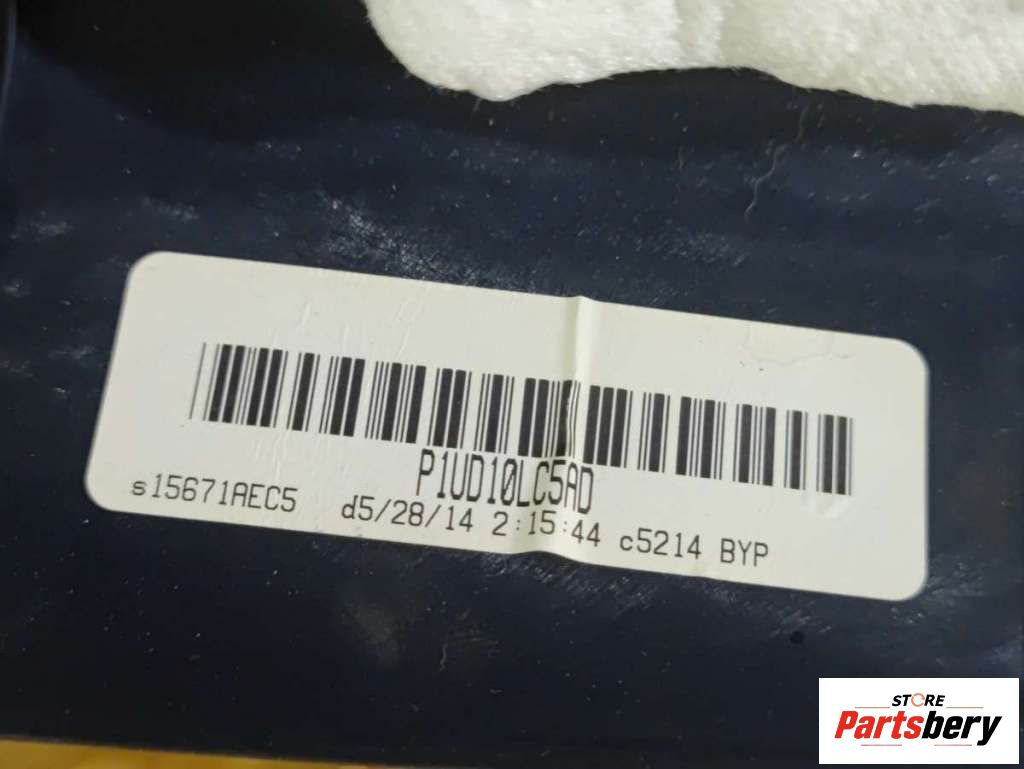 P1UD10LC5AD
s15671AEC5 d5/28/14 2:15:44 c5214 BYP
STORE
Partsbery